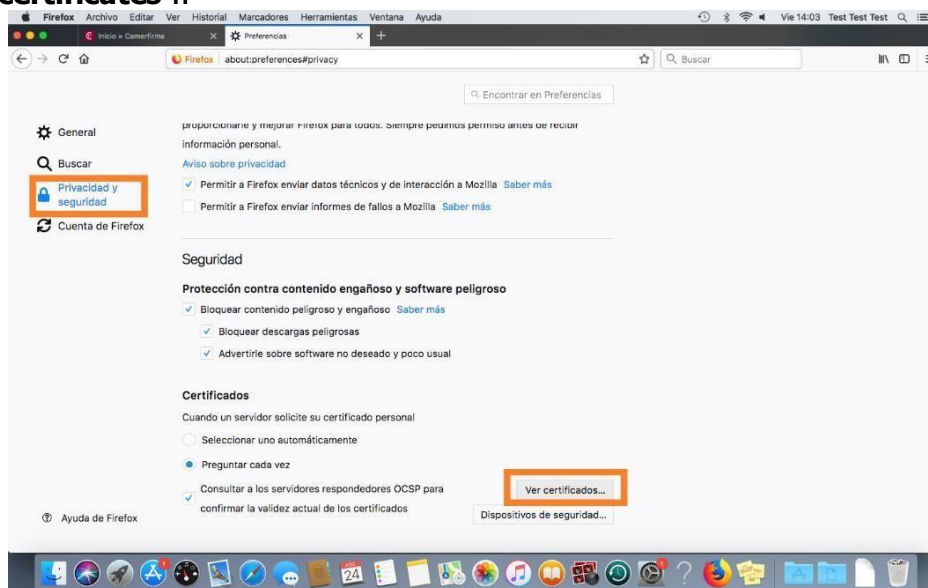 certificates
Firefox Archivo Editar Ver Historial Marcadores Herramientas Ventana Ayuda Vie 14:03 Test Test Test
Inicio » Camerfirma Preferencias
Firefox about:preferences#privacy Buscar
Encontrar en Preferencias
General
Buscar
Privacidad y
seguridad
Cuenta de Firefox
Ayuda de Firefox
proporcionarle y mejorar Firefox para todos. Siempre pedimos permiso antes de recibir
información personal.
Aviso sobre privacidad
Permitir a Firefox enviar datos técnicos y de interacción a Mozilla Saber más
Permitir a Firefox enviar informes de fallos a Mozilla Saber más
Seguridad
Protección contra contenido engañoso y software peligroso
Bloquear contenido peligroso y engañoso Saber más
Bloquear descargas peligrosas
Advertirle sobre software no deseado y poco usual
Certificados
Cuando un servidor solicite su certificado personal
Seleccionar uno automáticamente
Preguntar cada vez
Consultar a los servidores respondedores OCSP para
confirmar la validez actual de los certificados
Ver certificados...
Dispositivos de seguridad...
24